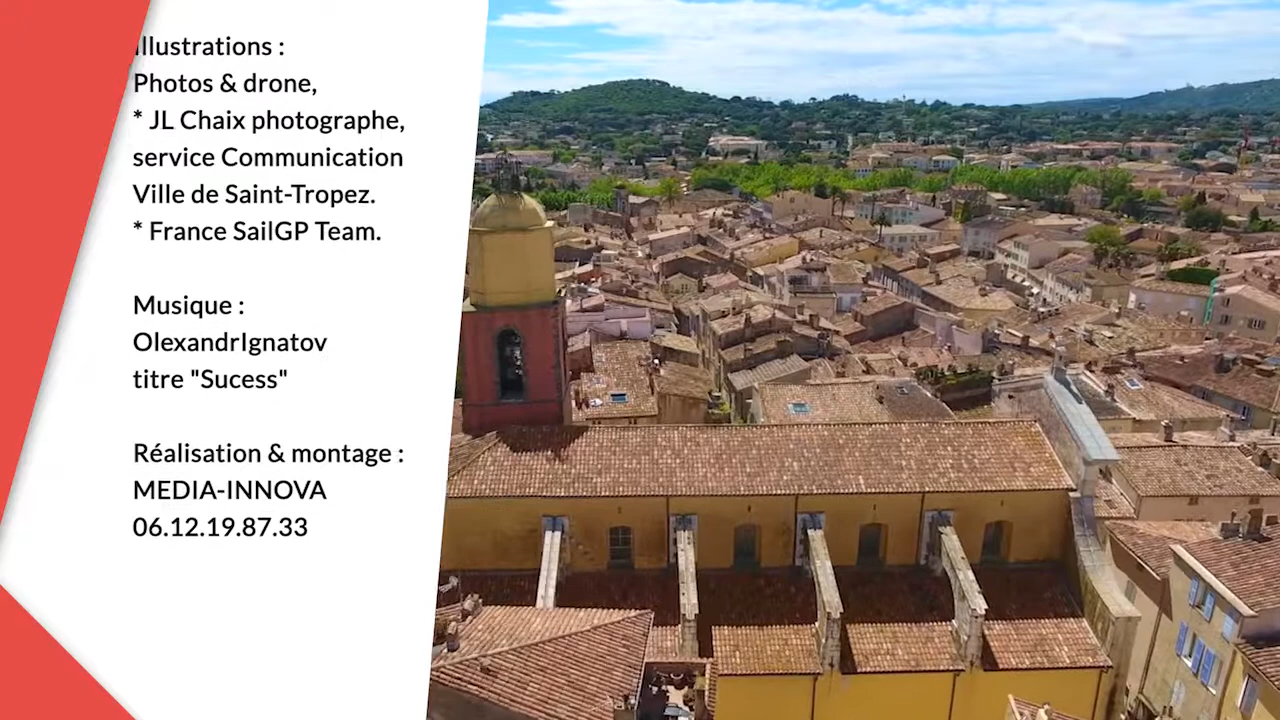 Illustrations :
Photos & drone,
* JL Chaix photographe,
service Communication
Ville de Saint-Tropez.
* France SailGP Team.
Musique :
OlexandrIgnatov
titre "Sucess"
Réalisation & montage :
MEDIA-INNOVA
06.12.19.87.33